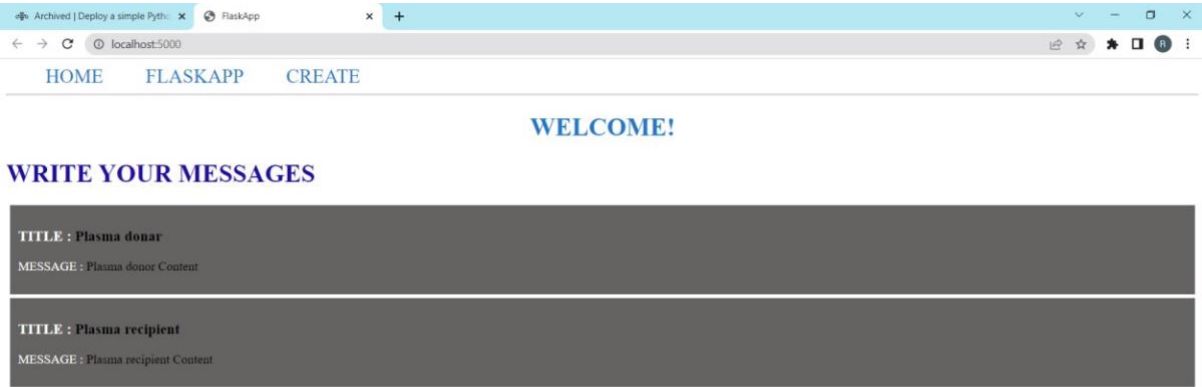 Archived | Deploy a simple Pytho
FlaskApp
localhost:5000
R
HOME FLASKAPP CREATE
WELCOME!
WRITE YOUR MESSAGES
TITLE : Plasma donar
MESSAGE : Plasma donor Content
TITLE : Plasma recipient
MESSAGE : Plasma recipient Content